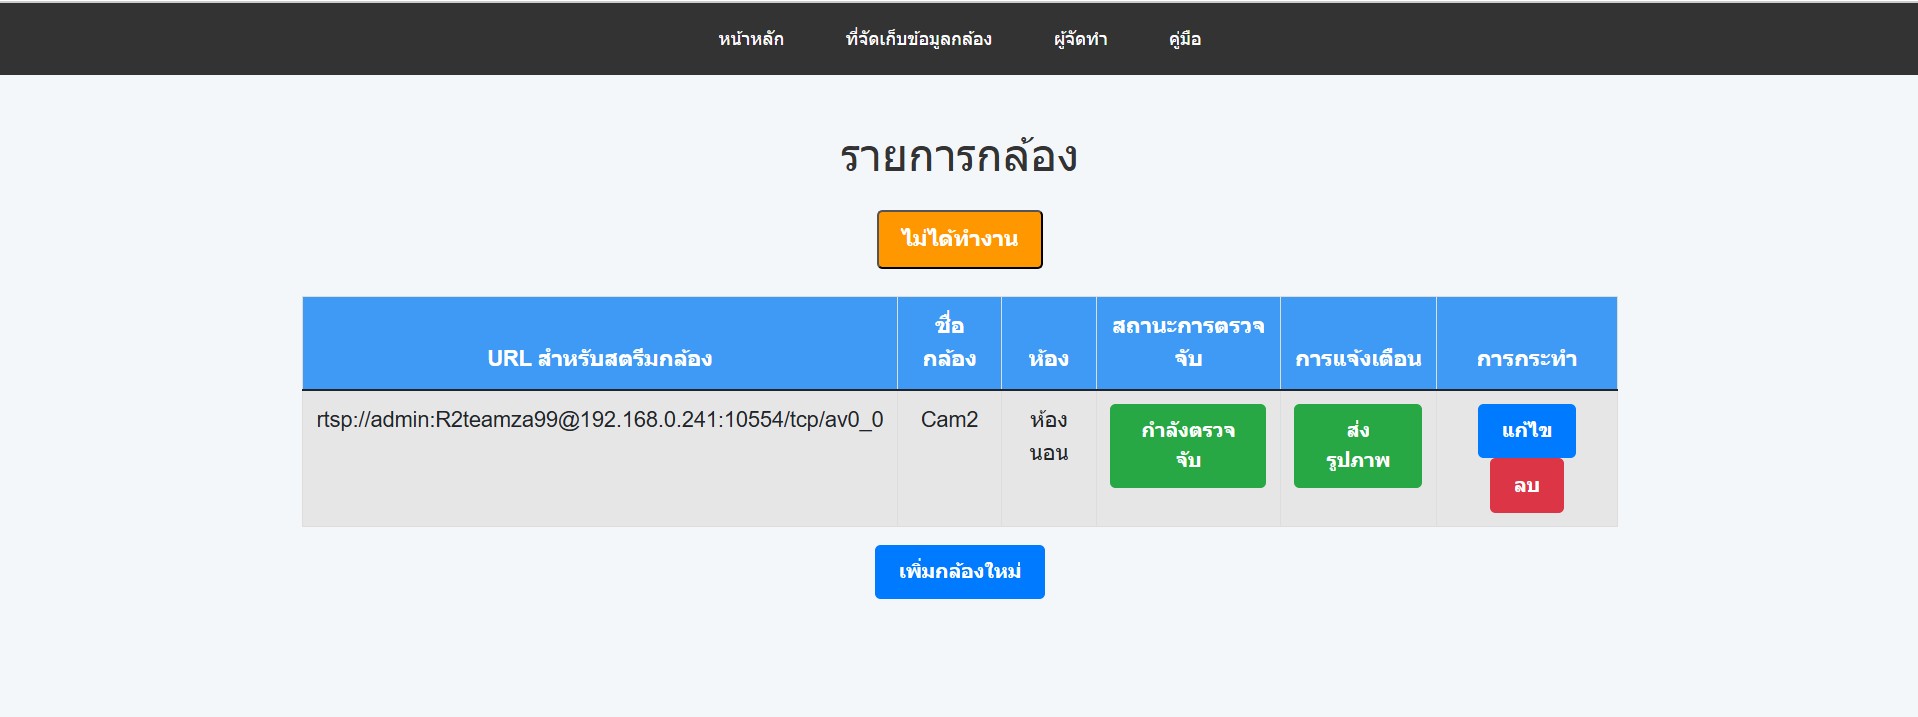 หน้าหลัก ที่จัดเก็บข้อมูลกล้อง ผู้จัดทำ คู่มือ
รายการกล้อง
ไม่ได้ทำงาน
URL สำหรับสตรีมกล้อง
ชื่อ
กล้อง
ห้อง
สถานะการตรวจ
จับ
การแจ้งเตือน
การกระทำ
rtsp://admin:R2teamza99@192.168.0.241:10554/tcp/av0_0
Cam2
ห้อง
นอน
กำลังตรวจ
จับ
ส่ง
รูปภาพ
แก้ไข
ลบ
เพิ่มกล้องใหม่